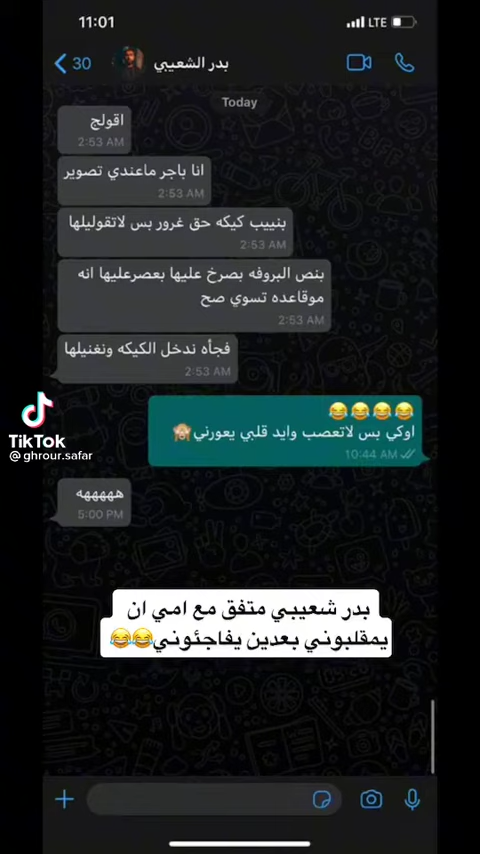 11:01
LTE
30
بدر الشعيبي
Today
اقولج
2:53 AM
انا باجر ماعندي تصوير
2:53 AM
بنييب كيكه حق غرور بس لاتقوليلها
2:53 AM
بنص البروفه بصرخ عليها بعصرعليها انه
موقاعده تسوي صح
2:53 AM
فجأه ندخل الكيكه ونغنيلها
2:53 AM
😂😂😂😂
اوكي بس لاتعصب وايد قلبي يعورني🙈
10:44 AM
TikTok
@ghrour.safar
هههههه
5:00 PM
بدر شعيبي متفق مع امي ان
يمقلبوني بعدين يفاجئوني😂😂